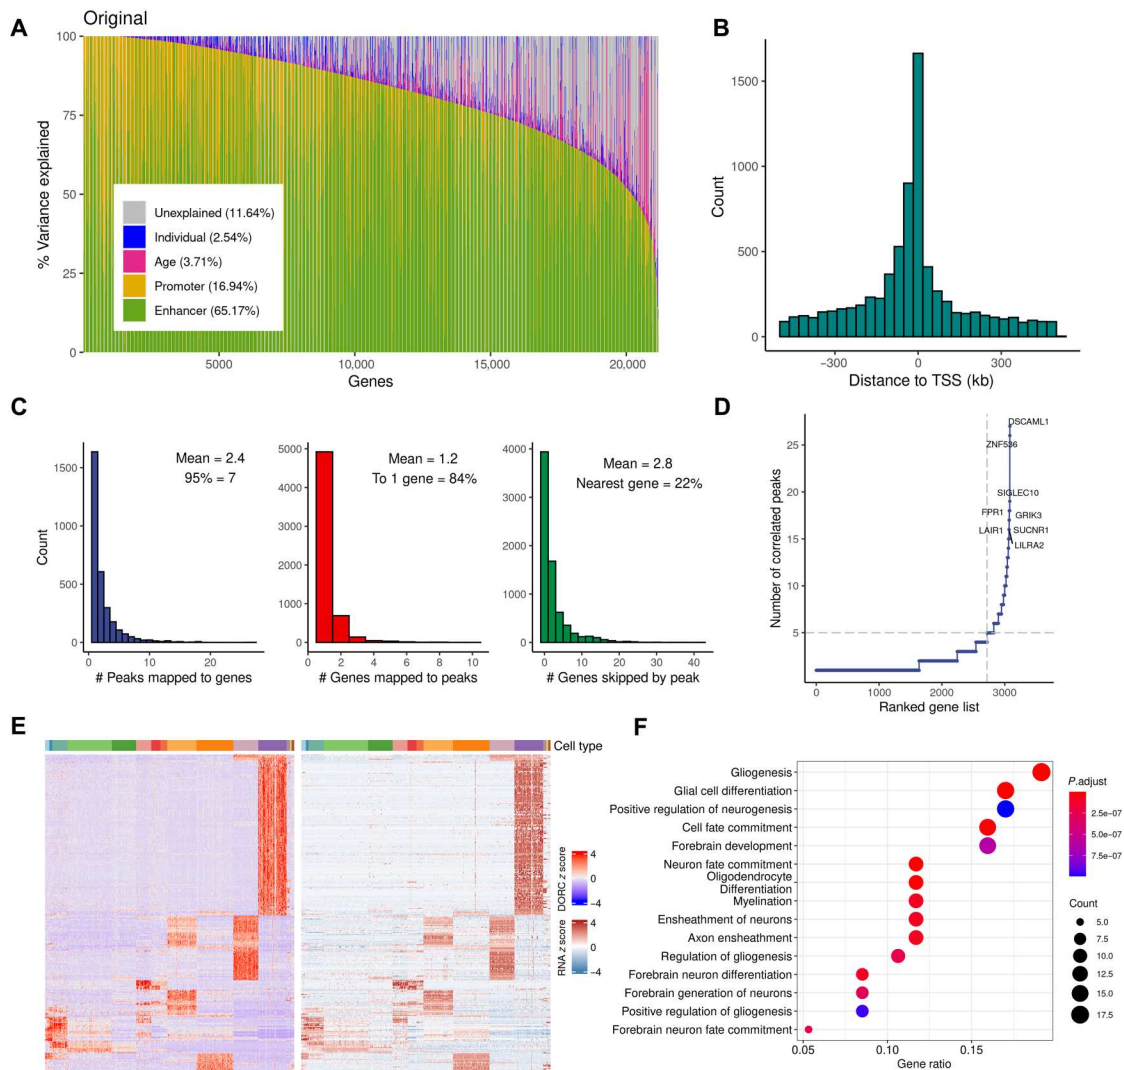 A
Original
100
75
50
25
0
% Variance explained
Unexplained (11.64%)
Individual (2.54%)
Age (3.71%)
Promoter (16.94%)
Enhancer (65.17%)
5000
10,000
15,000
20,000
Genes
B
1500
1000
500
0
Count
−300
0
300
Distance to TSS (kb)
C
Mean = 2.4
95% = 7
1500
1000
500
0
Count
0
10
20
# Peaks mapped to genes
Mean = 1.2
To 1 gene = 84%
5000
4000
3000
2000
1000
0
0
2
4
6
8
10
# Genes mapped to peaks
Mean = 2.8
Nearest gene = 22%
4000
3000
2000
1000
0
0
10
20
30
40
# Genes skipped by peak
D
DSCAML1
ZNF536
SIGLEC10
FPR1
GRIK3
LAIR1
SUCNR1
LILRA2
25
20
15
10
5
Number of correlated peaks
0
1000
2000
3000
Ranked gene list
E
Cell type
DORC z score
4
0
−4
RNA z score
4
0
−4
F
Gliogenesis
Glial cell differentiation
Positive regulation of neurogenesis
Cell fate commitment
Forebrain development
Neuron fate commitment
Oligodendrocyte
Differentiation
Myelination
Ensheathment of neurons
Axon ensheathment
Regulation of gliogenesis
Forebrain neuron differentiation
Forebrain generation of neurons
Positive regulation of gliogenesis
Forebrain neuron fate commitment
0.05
0.10
0.15
Gene ratio
P.adjust
2.5e−07
5.0e−07
7.5e−07
Count
5.0
7.5
10.0
12.5
15.0
17.5